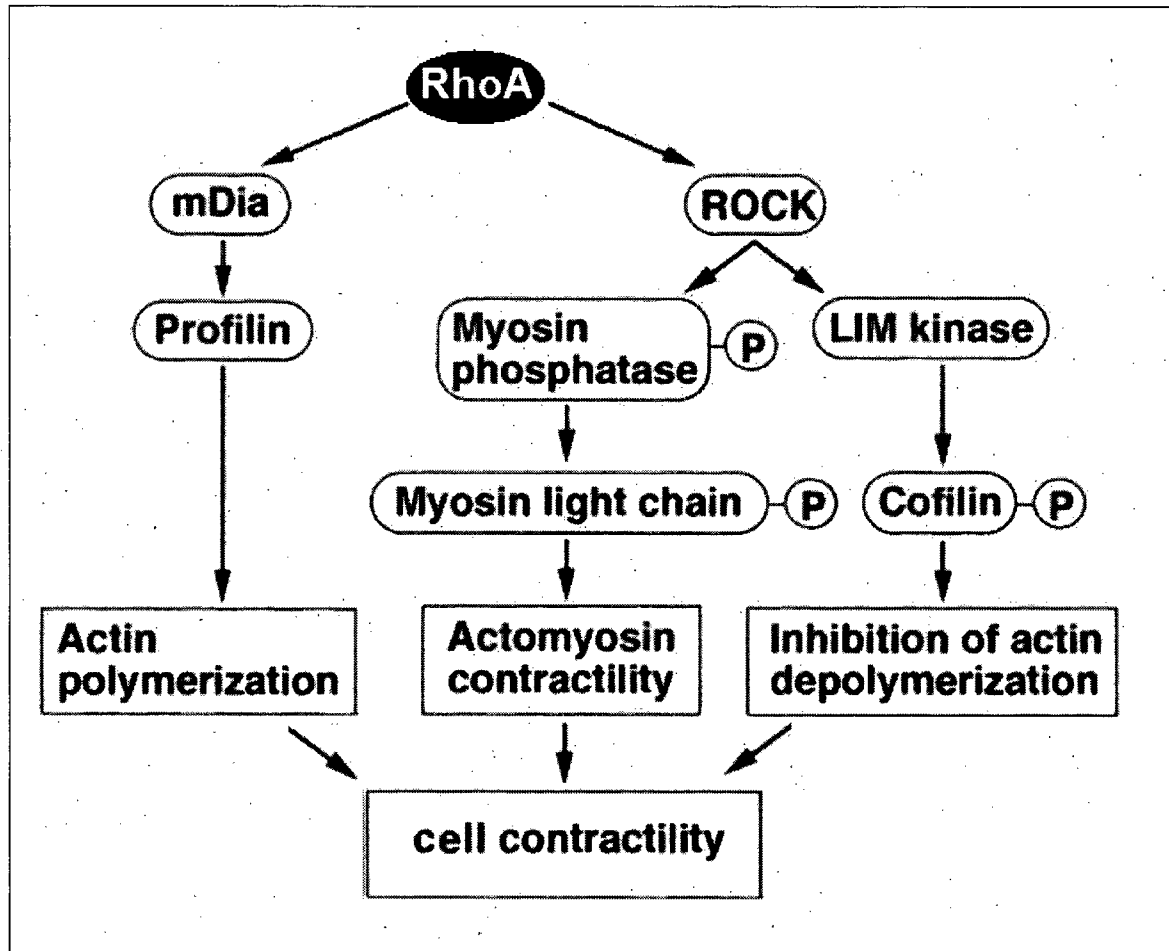 RhoA
mDia
ROCK
Profilin
Myosin
phosphatase
P
LIM kinase
Myosin light chain
P
Cofilin
P
Actin
polymerization
Actomyosin
contractility
Inhibition of actin
depolymerization
cell contractility